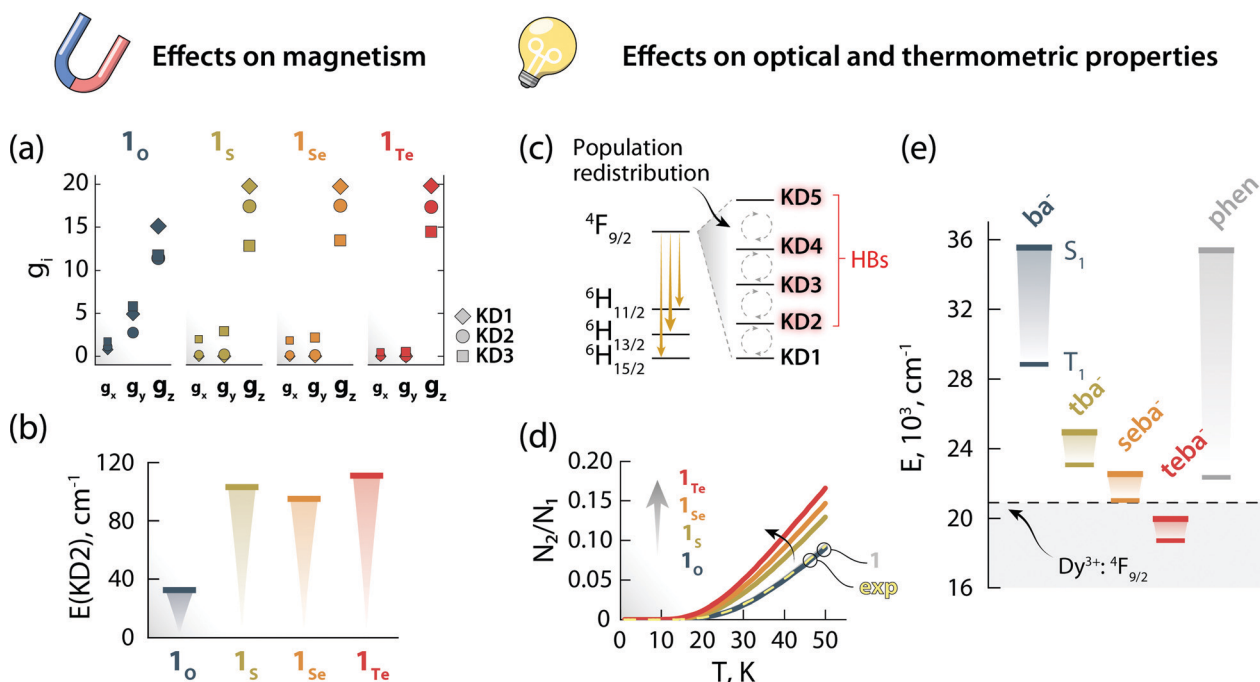 Effects on magnetism
Effects on optical and thermometric properties
(a)
1O
1S
1Se
1Te
20
15
10
5
0
gi
KD1
KD2
KD3
gx gy gz gx gy gz gx gy gz gx gy gz
(b)
120
80
40
0
E(KD2), cm⁻¹
1O 1S 1Se 1Te
(c)
Population
redistribution
⁴F9/2
⁶H11/2
⁶H13/2
⁶H15/2
KD5
KD4
KD3
KD2
KD1
HBs
(d)
0.20
0.15
0.10
0.05
0
N2/N1
1Te
1Se
1S
1O
1
exp
0 10 20 30 40 50
T, K
(e)
36
32
28
24
20
16
E, 10³, cm⁻¹
ba⁻
S1
T1
tba⁻
seba⁻
teba⁻
phen
Dy³⁺: ⁴F9/2